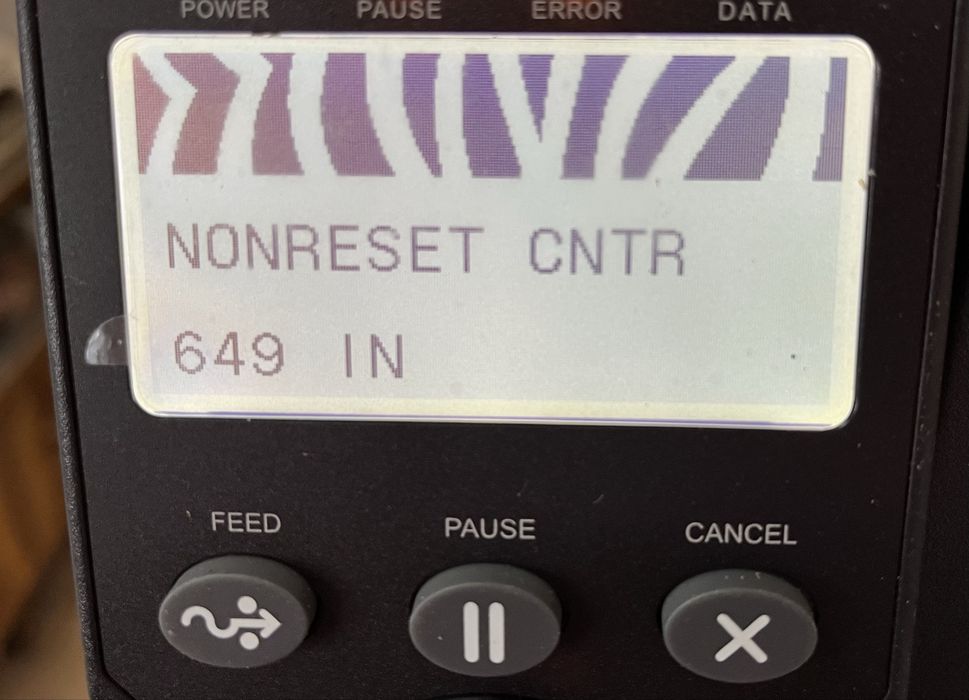 POWER PAUSE ERROR DATA
NONRESET CNTR
649 IN
FEED PAUSE CANCEL